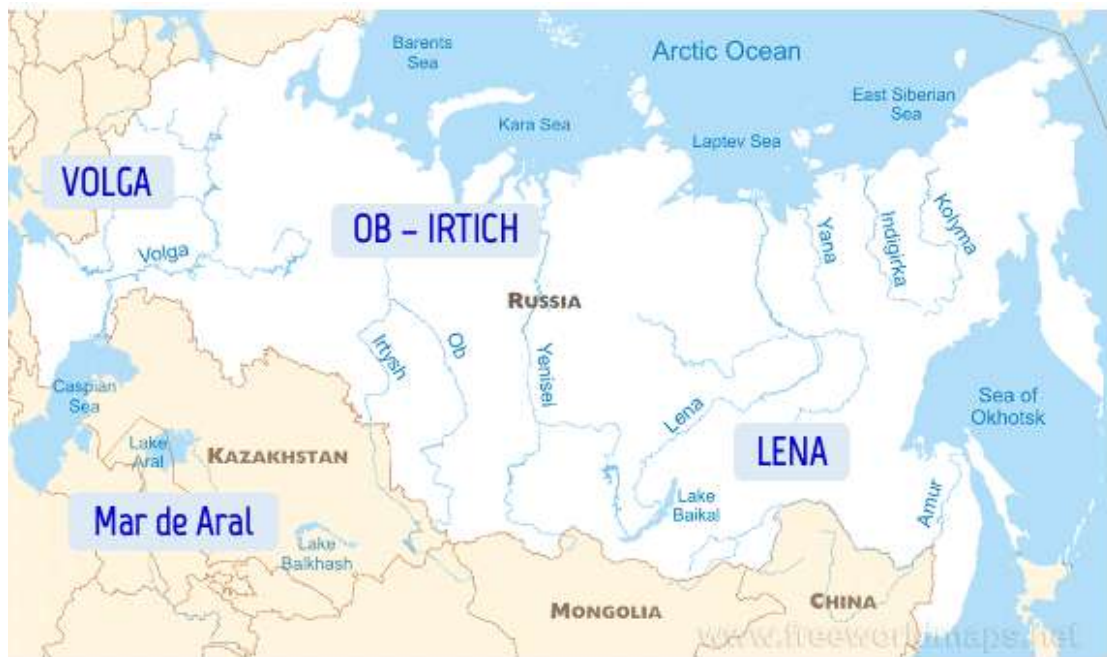 Barents
Sea
Arctic Ocean
East Siberian
Sea
Kara Sea
Laptev Sea
VOLGA
OB – IRTICH
Volga
Yana
Indigirka
Kolyma
RUSSIA
Irtysh
Ob
Yenisei
Caspian
Sea
Lena
Sea of
Okhotsk
Lake
Aral
KAZAKHSTAN
LENA
Mar de Aral
Lake
Baikal
Amur
Lake
Balkhash
MONGOLIA
CHINA
www.freeworldmaps.net